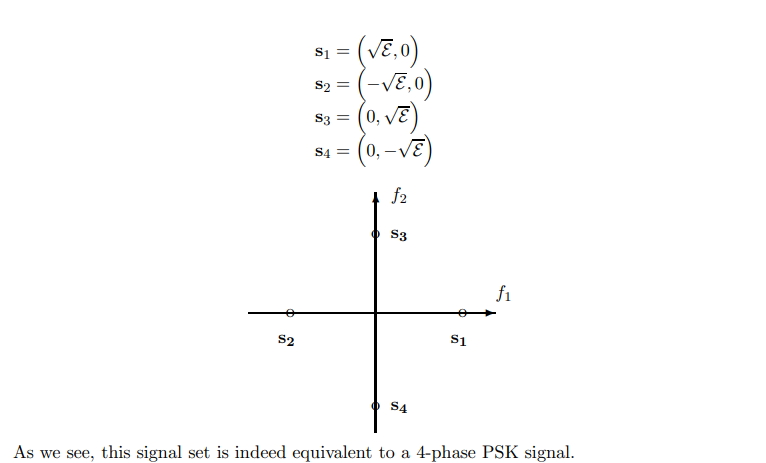 s₁ = (√ℰ, 0)
s₂ = (−√ℰ, 0)
s₃ = (0, √ℰ)
s₄ = (0, −√ℰ)
f₂
s₃
f₁
s₂
s₁
s₄
As we see, this signal set is indeed equivalent to a 4-phase PSK signal.